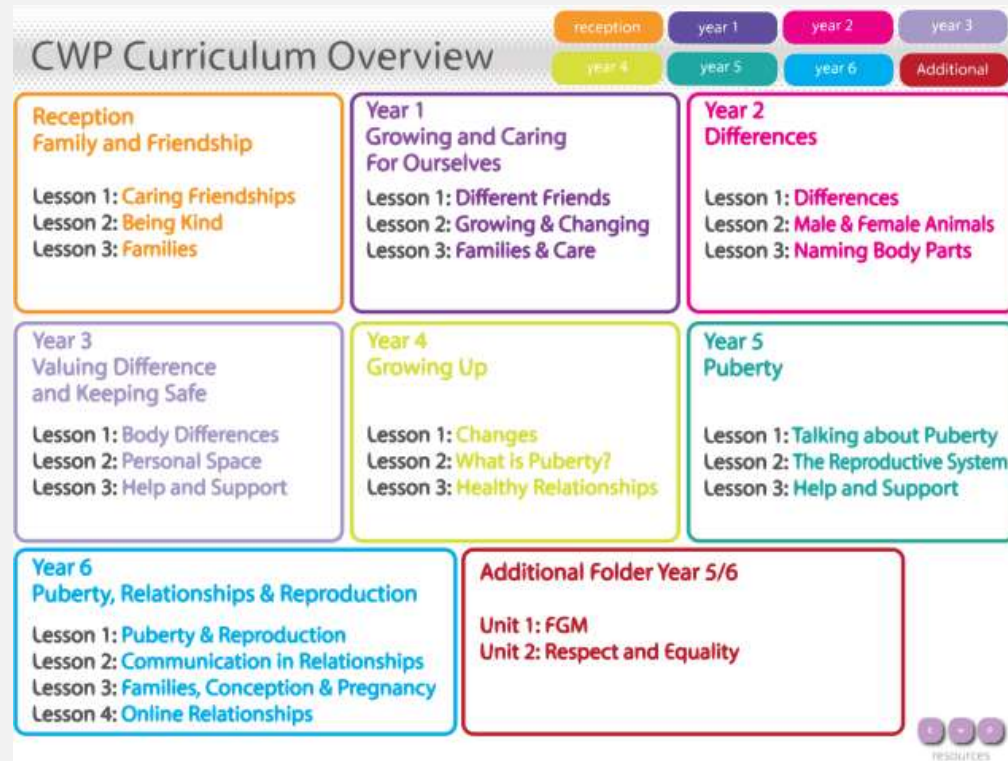 CWP Curriculum Overview
reception
year 1
year 2
year 3
year 4
year 5
year 6
Additional
Reception
Family and Friendship
Lesson 1: Caring Friendships
Lesson 2: Being Kind
Lesson 3: Families
Year 1
Growing and Caring
For Ourselves
Lesson 1: Different Friends
Lesson 2: Growing & Changing
Lesson 3: Families & Care
Year 2
Differences
Lesson 1: Differences
Lesson 2: Male & Female Animals
Lesson 3: Naming Body Parts
Year 3
Valuing Difference
and Keeping Safe
Lesson 1: Body Differences
Lesson 2: Personal Space
Lesson 3: Help and Support
Year 4
Growing Up
Lesson 1: Changes
Lesson 2: What is Puberty?
Lesson 3: Healthy Relationships
Year 5
Puberty
Lesson 1: Talking about Puberty
Lesson 2: The Reproductive System
Lesson 3: Help and Support
Year 6
Puberty, Relationships & Reproduction
Lesson 1: Puberty & Reproduction
Lesson 2: Communication in Relationships
Lesson 3: Families, Conception & Pregnancy
Lesson 4: Online Relationships
Additional Folder Year 5/6
Unit 1: FGM
Unit 2: Respect and Equality
resources